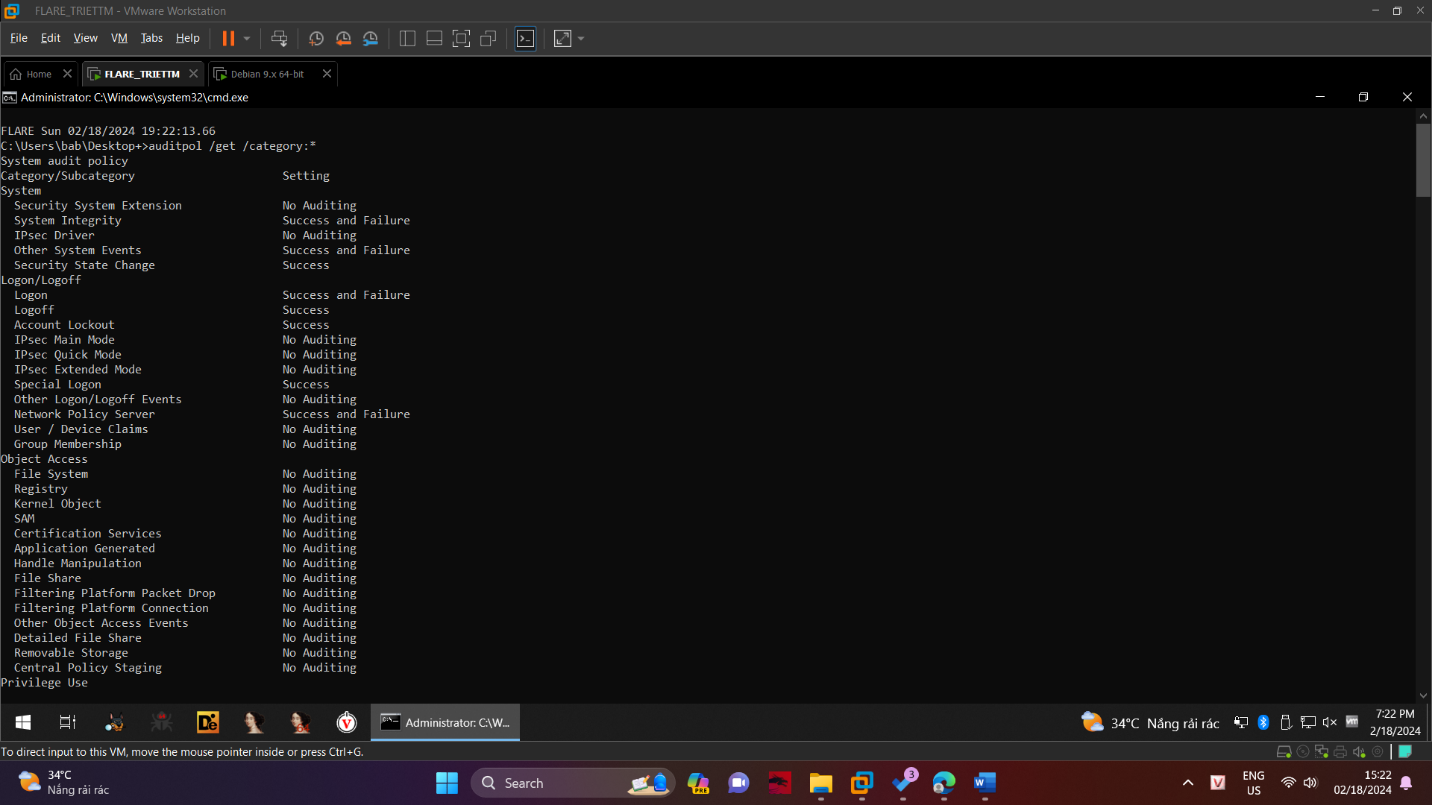 FLARE_TRIETTM - VMware Workstation
File Edit View VM Tabs Help
Home FLARE_TRIETTM Debian 9.x 64-bit
Administrator: C:\Windows\system32\cmd.exe
FLARE Sun 02/18/2024 19:22:13.66
C:\Users\bab\Desktop+>auditpol /get /category:*
System audit policy
Category/Subcategory Setting
System
Security System Extension No Auditing
System Integrity Success and Failure
IPsec Driver No Auditing
Other System Events Success and Failure
Security State Change Success
Logon/Logoff
Logon Success and Failure
Logoff Success
Account Lockout Success
IPsec Main Mode No Auditing
IPsec Quick Mode No Auditing
IPsec Extended Mode No Auditing
Special Logon Success
Other Logon/Logoff Events No Auditing
Network Policy Server Success and Failure
User / Device Claims No Auditing
Group Membership No Auditing
Object Access
File System No Auditing
Registry No Auditing
Kernel Object No Auditing
SAM No Auditing
Certification Services No Auditing
Application Generated No Auditing
Handle Manipulation No Auditing
File Share No Auditing
Filtering Platform Packet Drop No Auditing
Filtering Platform Connection No Auditing
Other Object Access Events No Auditing
Detailed File Share No Auditing
Removable Storage No Auditing
Central Policy Staging No Auditing
Privilege Use
De Administrator: C:\W... 34°C Nắng rải rác vm 7:22 PM
2/18/2024
To direct input to this VM, move the mouse pointer inside or press Ctrl+G.
34°C
Nắng rải rác
Search PRE 3 W V ENG
US
15:22
02/18/2024